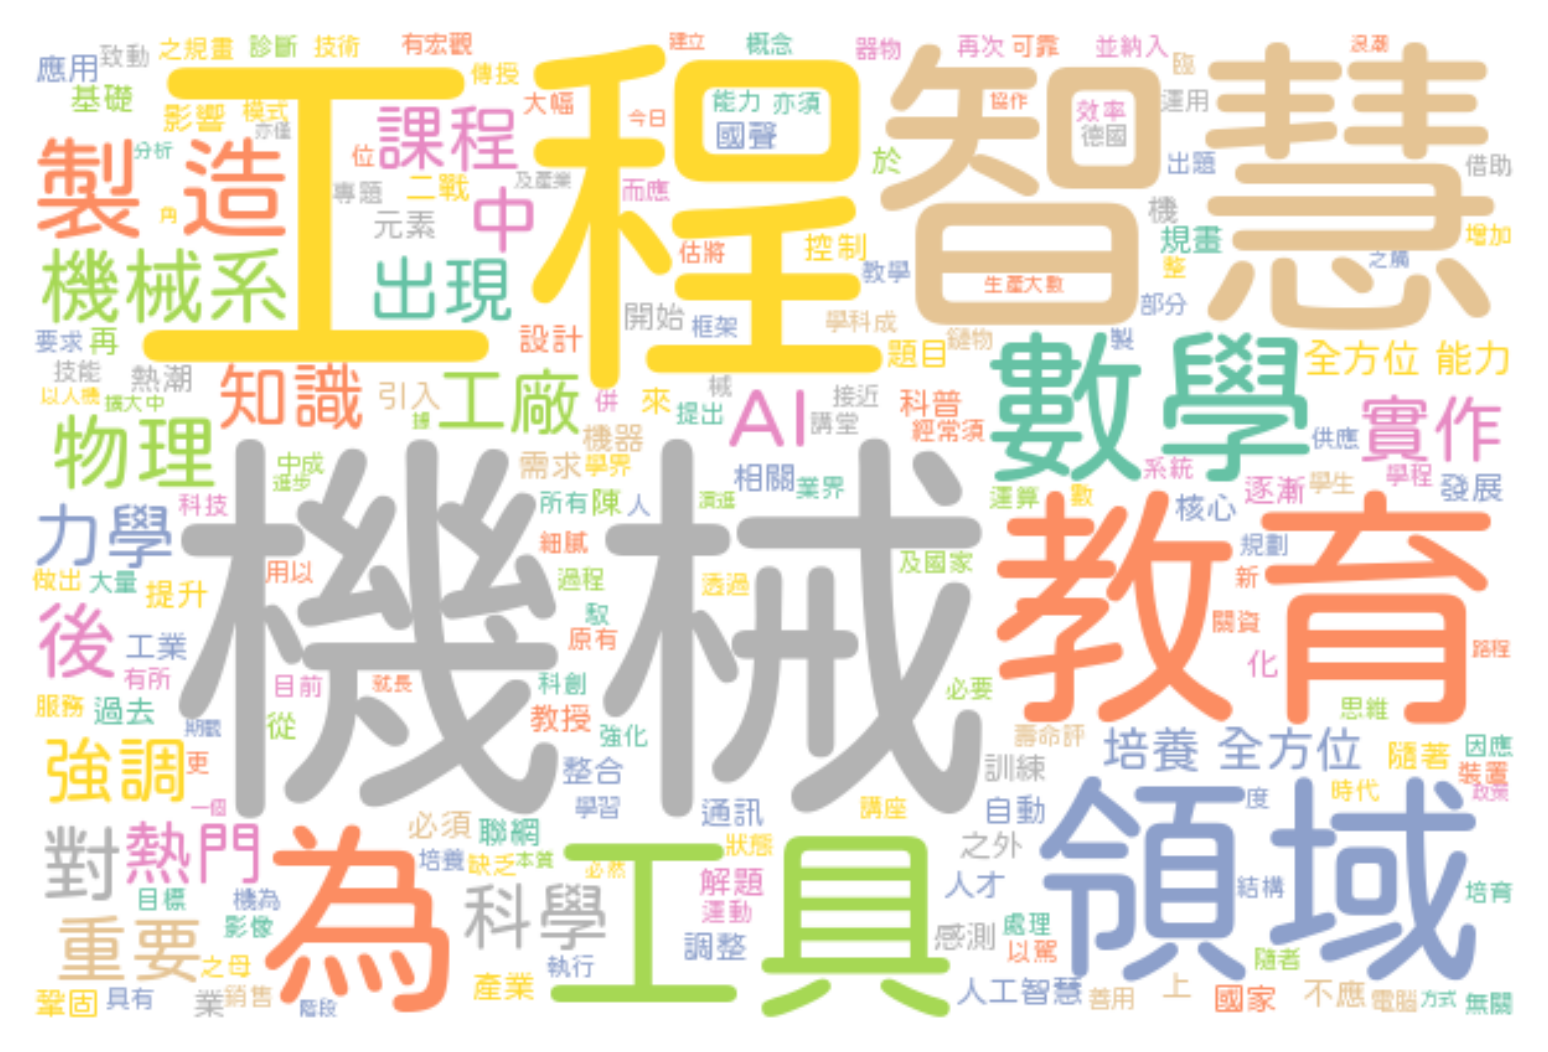 應用 致動 之規畫 診斷 技術 有宏觀 建立 概念 器物 再次 可靠 並納入 浪潮
基礎 影響 模式 工程 傳授 智慧 臨
亦僅 課程 大幅 今日 能力 亦須 協作 效率 運用
製造 分析 位 國聲 於 德國 出題 借助
角 專題 二戰 及產業 而應 機
元素 中 估將 控制 規畫 增加
機械系 出現 教學 生產大數 整 之觸
開始 部分
要求 再 設計 框架 學科成 題目 鏈物 製 全方位 能力
技能 熱潮 知識 引入 工廠 併 來 械 接近 數學
以人機 擴大中 據 提出 AI 講堂 科普 實作
物理 機器 經常須 供應
中成 需求 學界 相關 業界 系統 學程
進步 機械 教育 逐漸 學生 發展
力學 科技 所有 陳 人 演進 運算 數 核心
細膩 及國家 規劃
做出 大量 提升 用以 過程 透過 新
後 馭 關資
工業 原有 化 路程
有所 目前 就長 科創 必要
服務 過去 期觀 從 教授 強化 壽命評 思維
強調 更 整合 訓練 培養 全方位 隨著 因應
裝置
一個 學習 通訊 講座 自動 領域 度 時代 政策
對 熱門 為 必須 聯網 工具 狀態 之外
培養 缺乏 本質 必然
目標 機為 科學 解題 人才 結構 培育
重要 影像 運動 感測 處理
之母 執行 調整 以駕 隨者
鞏固 具有 業 銷售 階段 產業 人工智慧 善用 上 國家 不應 電腦 方式 無關